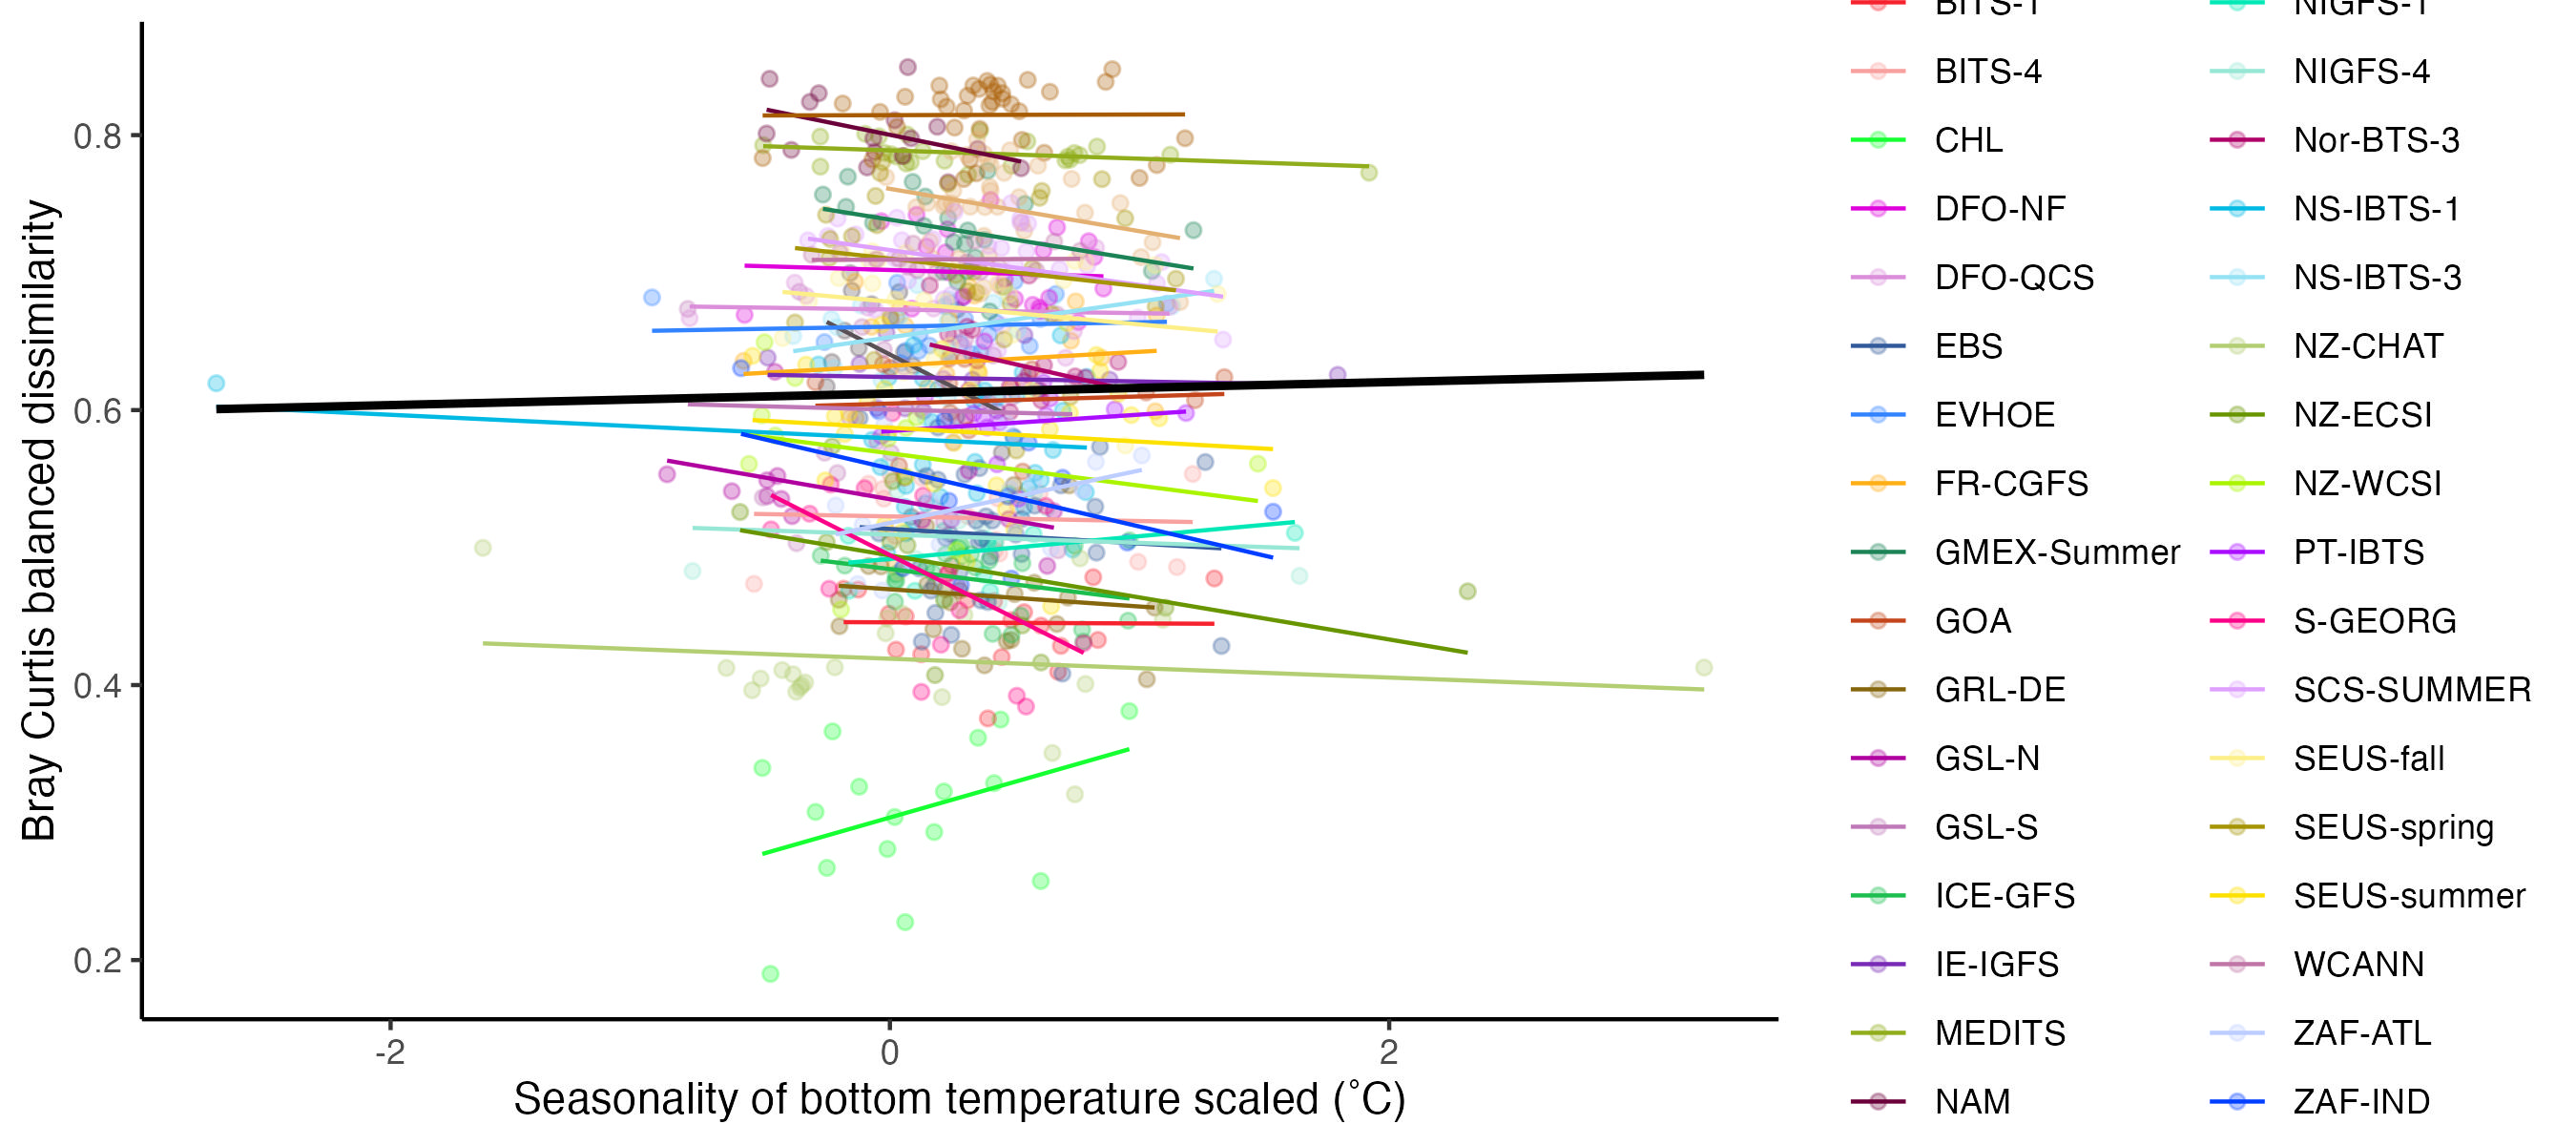 BITS-1 NIGFS-1
BITS-4 NIGFS-4
CHL Nor-BTS-3
DFO-NF NS-IBTS-1
DFO-QCS NS-IBTS-3
EBS NZ-CHAT
EVHOE NZ-ECSI
FR-CGFS NZ-WCSI
GMEX-Summer PT-IBTS
GOA S-GEORG
GRL-DE SCS-SUMMER
GSL-N SEUS-fall
GSL-S SEUS-spring
ICE-GFS SEUS-summer
IE-IGFS WCANN
MEDITS ZAF-ATL
NAM ZAF-IND
Bray Curtis balanced dissimilarity
0.8
0.6
0.4
0.2
-2 0 2
Seasonality of bottom temperature scaled (˚C)